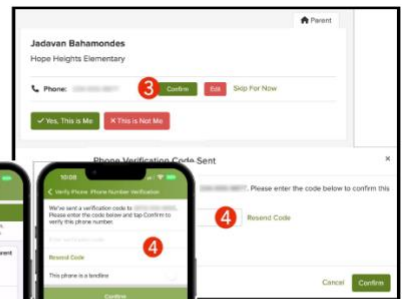 Parent
Jadavan Bahamondes
Hope Heights Elementary
Phone:
3
Confirm
Edit
Skip For Now
✓ Yes, This is Me
✕ This is Not Me
Phone Verification Code Sent
×
. Please enter the code below to confirm this
4
Resend Code
Cancel
Confirm
10:08
Verify Phone Phone Number Verification
We've sent a verification code to
Please enter the code below and tap Confirm to
verify this phone number.
4
Resend Code
This phone is a landline
Confirm